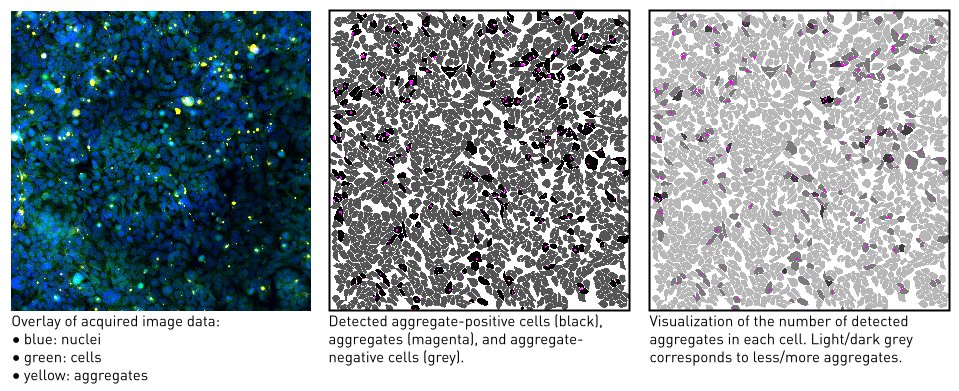 Overlay of acquired image data:
● blue: nuclei
● green: cells
● yellow: aggregates
Detected aggregate-positive cells (black),
aggregates (magenta), and aggregate-
negative cells (grey).
Visualization of the number of detected
aggregates in each cell. Light/dark grey
corresponds to less/more aggregates.